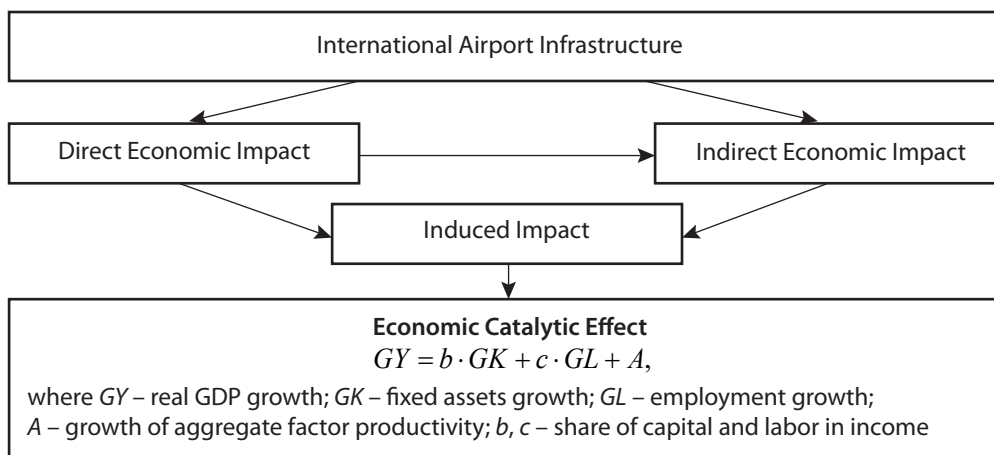 International Airport Infrastructure
Direct Economic Impact
Indirect Economic Impact
Induced Impact
Economic Catalytic Effect
GY = b · GK + c · GL + A,
where GY – real GDP growth; GK – fixed assets growth; GL – employment growth;
A – growth of aggregate factor productivity; b, c – share of capital and labor in income